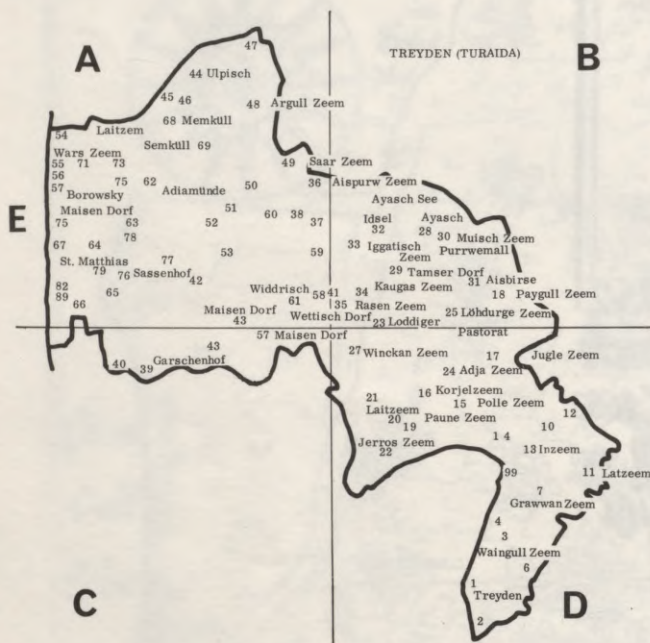 A
47
TREYDEN (TURAIDA)
B
44 Ulpisch
45 46
48 Argull Zeem
68 Memküll
54 Laitzem
Semküll 69
Wars Zeem
55 71 73
49 Saar Zeem
56
57 75 62
Borowsky
Adiamünde
50
36 Aispurw Zeem
Ayasch See
Maisen Dorf
51
60 38
E
75 63
52
37
Idsel Ayasch
32 28 30 Muisch Zeem
78
67 64
53
59
33 Iggatisch Purrwemall
Zeem
St. Matthias
77
79 76 Sassenhof
42
29 Tamser Dorf
82
89 65
66
Widdrisch
61
58 41
34 Kaugas Zeem
31 Aisbirse
18 Paygull Zeem
35 Rasen Zeem
Maisen Dorf
43
Wettisch Dorf
23 Loddiger
25 Löhdurge Zeem
Pastorat
57 Maisen Dorf
43
Garschenhof
40 39
27 Winckan Zeem
17
Jugle Zeem
24 Adja Zeem
16 Korjelzeem
21
Laitzeem
15 Polle Zeem
12
20 Paune Zeem
19
10
1 4
Jerros Zeem
22
13 Inzeem
99
11 Latzeem
7
Grawwan Zeem
4
3
Waingull Zeem
6
1
Treyden
2
C
D